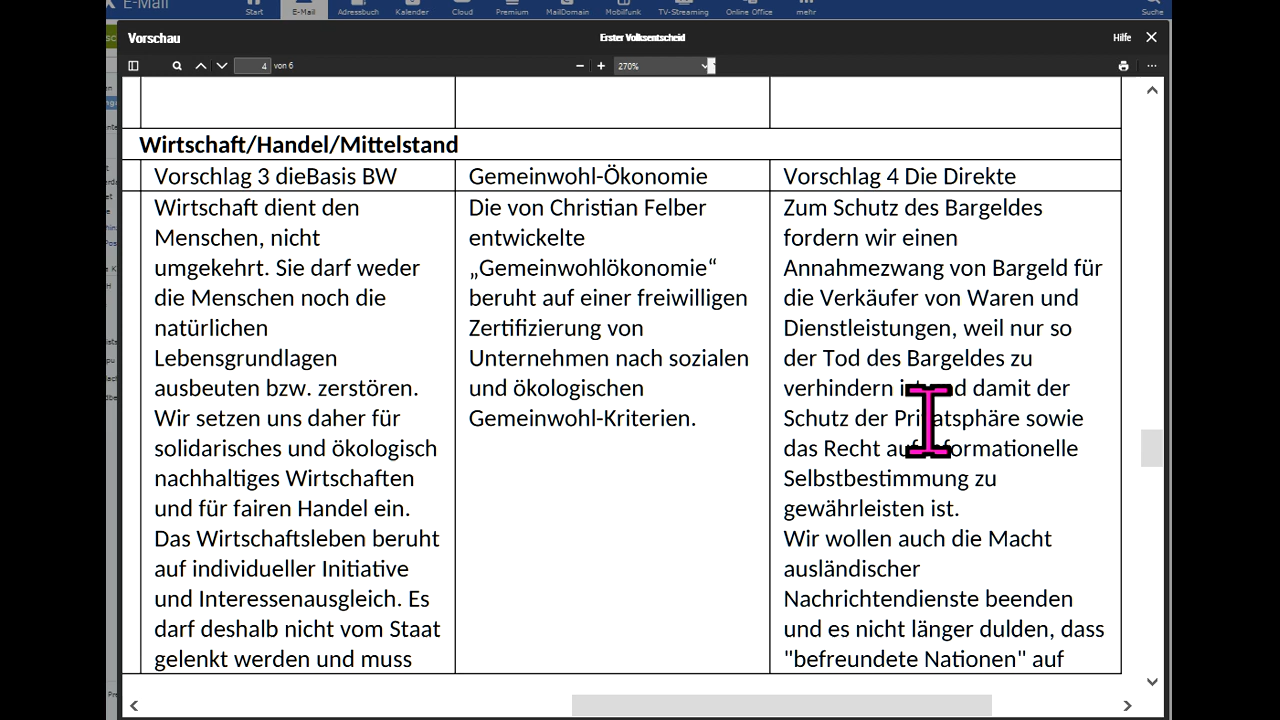 E-Mail
Start
E-Mail
Adressbuch
Kalender
Cloud
Premium
MailDomain
Mobilfunk
TV-Streaming
Online Office
mehr
Suche
Vorschau
Erster Volksentscheid
Hilfe
4 von 6
270%
Wirtschaft/Handel/Mittelstand
Vorschlag 3 dieBasis BW
Wirtschaft dient den
Menschen, nicht
umgekehrt. Sie darf weder
die Menschen noch die
natürlichen
Lebensgrundlagen
ausbeuten bzw. zerstören.
Wir setzen uns daher für
solidarisches und ökologisch
nachhaltiges Wirtschaften
und für fairen Handel ein.
Das Wirtschaftsleben beruht
auf individueller Initiative
und Interessenausgleich. Es
darf deshalb nicht vom Staat
gelenkt werden und muss
Gemeinwohl-Ökonomie
Die von Christian Felber
entwickelte
„Gemeinwohlökonomie“
beruht auf einer freiwilligen
Zertifizierung von
Unternehmen nach sozialen
und ökologischen
Gemeinwohl-Kriterien.
Vorschlag 4 Die Direkte
Zum Schutz des Bargeldes
fordern wir einen
Annahmezwang von Bargeld für
die Verkäufer von Waren und
Dienstleistungen, weil nur so
der Tod des Bargeldes zu
verhindern ist und damit der
Schutz der Privatsphäre sowie
das Recht auf informationelle
Selbstbestimmung zu
gewährleisten ist.
Wir wollen auch die Macht
ausländischer
Nachrichtendienste beenden
und es nicht länger dulden, dass
"befreundete Nationen" auf